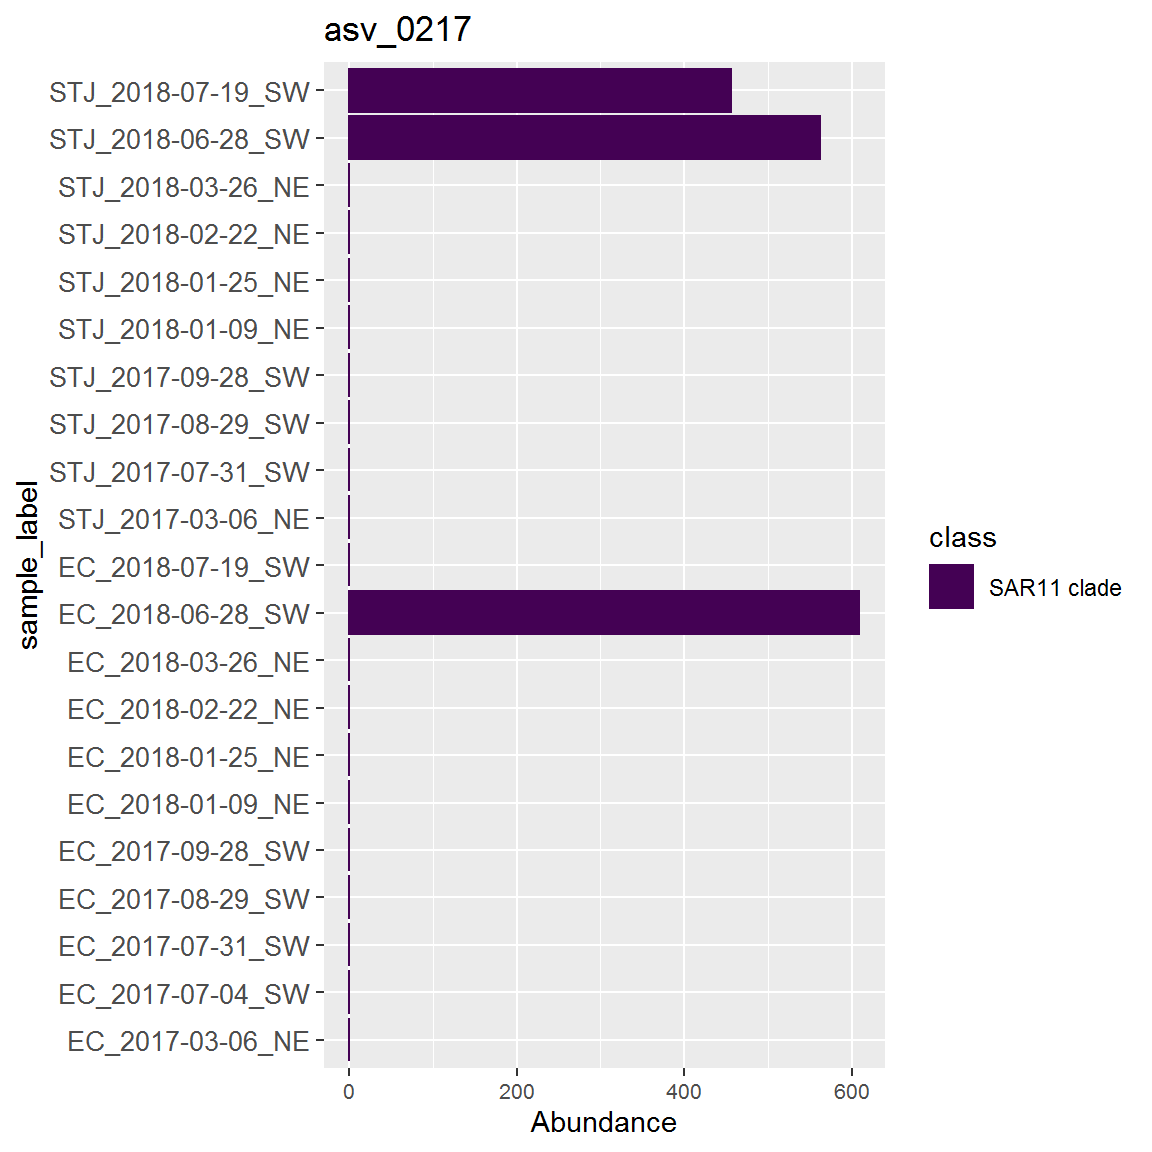 asv_0217
STJ_2018-07-19_SW
STJ_2018-06-28_SW
STJ_2018-03-26_NE
STJ_2018-02-22_NE
STJ_2018-01-25_NE
STJ_2018-01-09_NE
STJ_2017-09-28_SW
STJ_2017-08-29_SW
STJ_2017-07-31_SW
STJ_2017-03-06_NE
EC_2018-07-19_SW
EC_2018-06-28_SW
EC_2018-03-26_NE
EC_2018-02-22_NE
EC_2018-01-25_NE
EC_2018-01-09_NE
EC_2017-09-28_SW
EC_2017-08-29_SW
EC_2017-07-31_SW
EC_2017-07-04_SW
EC_2017-03-06_NE
sample_label
0 200 400 600
Abundance
class
SAR11 clade